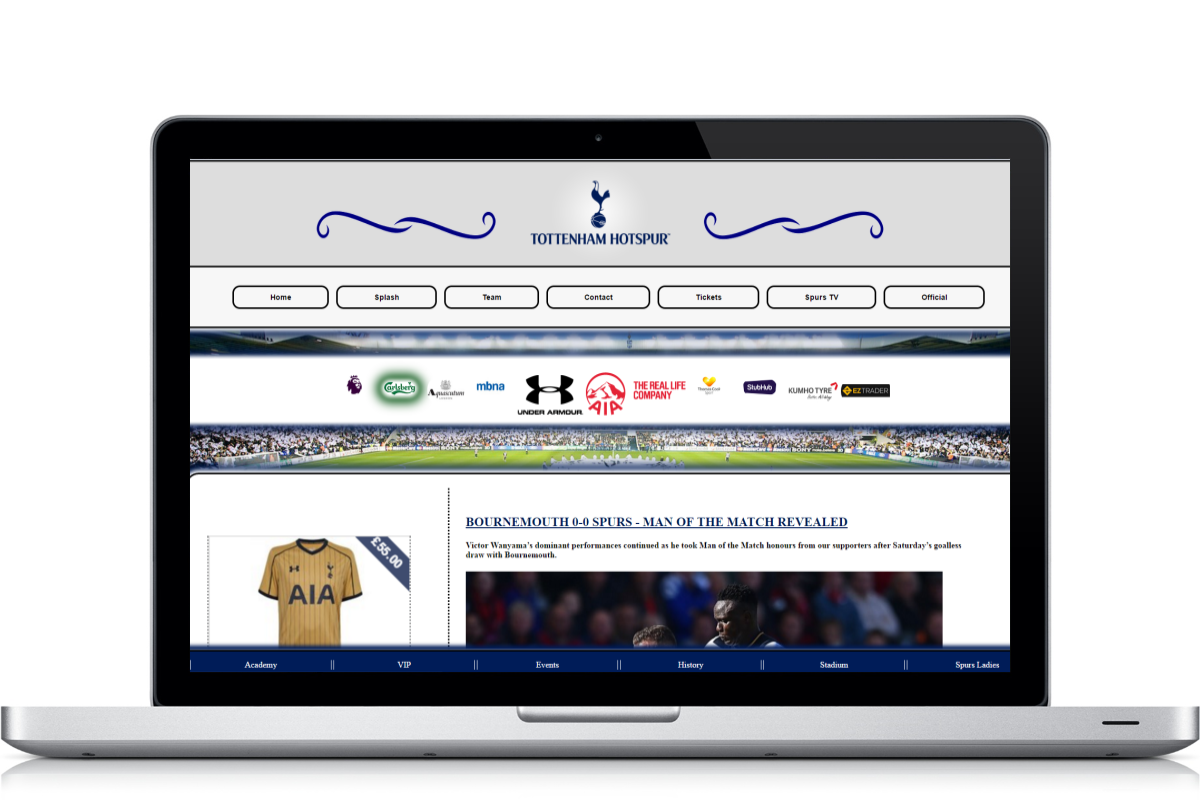 TOTTENHAM HOTSPUR
Home
Splash
Team
Contact
Tickets
Spurs TV
Official
Carlsberg
Aquascutum
mbna
UNDER ARMOUR
AIA
THE REAL LIFE
COMPANY
StubHub
KUMHO TYRE
EZTRADER
BOURNEMOUTH 0-0 SPURS - MAN OF THE MATCH REVEALED
Victor Wanyama's dominant performances continued as he took Man of the Match honours from our supporters after Saturday's goalless
draw with Bournemouth.
£55.00
AIA
Academy || VIP || Events || History || Stadium || Spurs Ladies